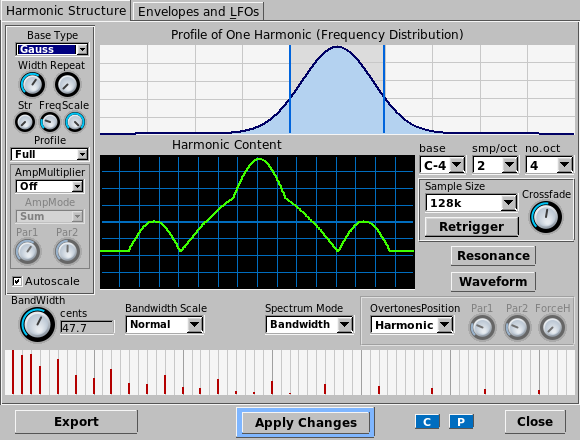 Harmonic Structure
Envelopes and LFOs
Base Type
Gauss
Width Repeat
Str Freq Scale
Profile
Full
AmpMultiplier
Off
AmpMode
Sum
Par1 Par2
Autoscale
Profile of One Harmonic (Frequency Distribution)
Harmonic Content
base smp/oct no.oct
C-4 2 4
Sample Size
128k
Crossfade
Retrigger
Resonance
Waveform
BandWidth
cents
47.7
Bandwidth Scale
Normal
Spectrum Mode
Bandwidth
OvertonesPosition
Harmonic
Par1 Par2 ForceH
Export
Apply Changes
C P
Close